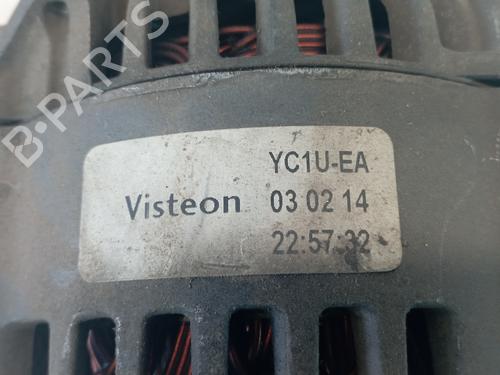 B-PARTS
YC1U-EA
Visteon 03 02 14
22:57:32